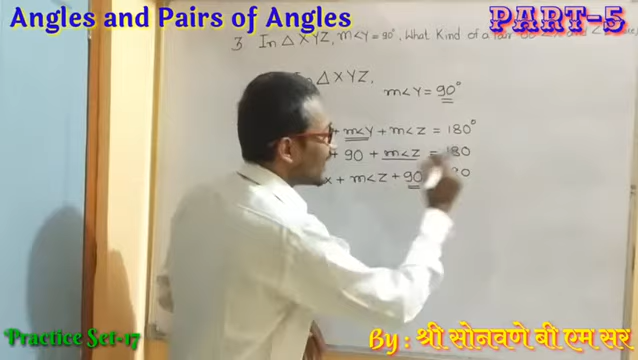 Angles and Pairs of Angles
PART-5
3. In △XYZ, m<Y = 90°. What Kind of a Pair
In △XYZ,
m<Y = 90°
+ m<Y + m<Z = 180°
+ 90 + m<Z = 180
x + m<Z + 90
Practice Set-17
By : श्री सोनवणे बी एम सर